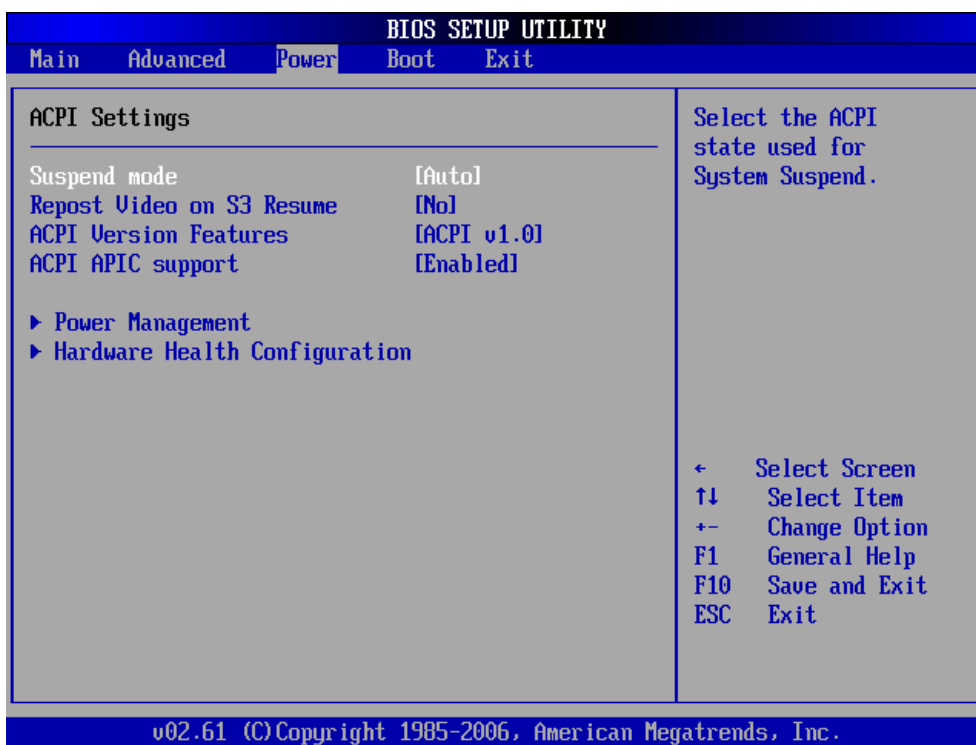 BIOS SETUP UTILITY
Main Advanced Power Boot Exit
ACPI Settings
Suspend mode [Auto]
Repost Video on S3 Resume [No]
ACPI Version Features [ACPI v1.0]
ACPI APIC support [Enabled]
▶ Power Management
▶ Hardware Health Configuration
Select the ACPI
state used for
System Suspend.
← Select Screen
↑↓ Select Item
+- Change Option
F1 General Help
F10 Save and Exit
ESC Exit
v02.61 (C)Copyright 1985-2006, American Megatrends, Inc.